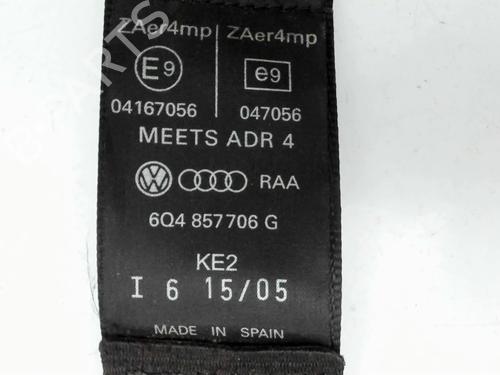 ZAer4mp ZAer4mp
E9 e9
04167056 047056
MEETS ADR 4
RAA
6Q4 857706 G
KE2
I 6 15/05
MADE IN SPAIN